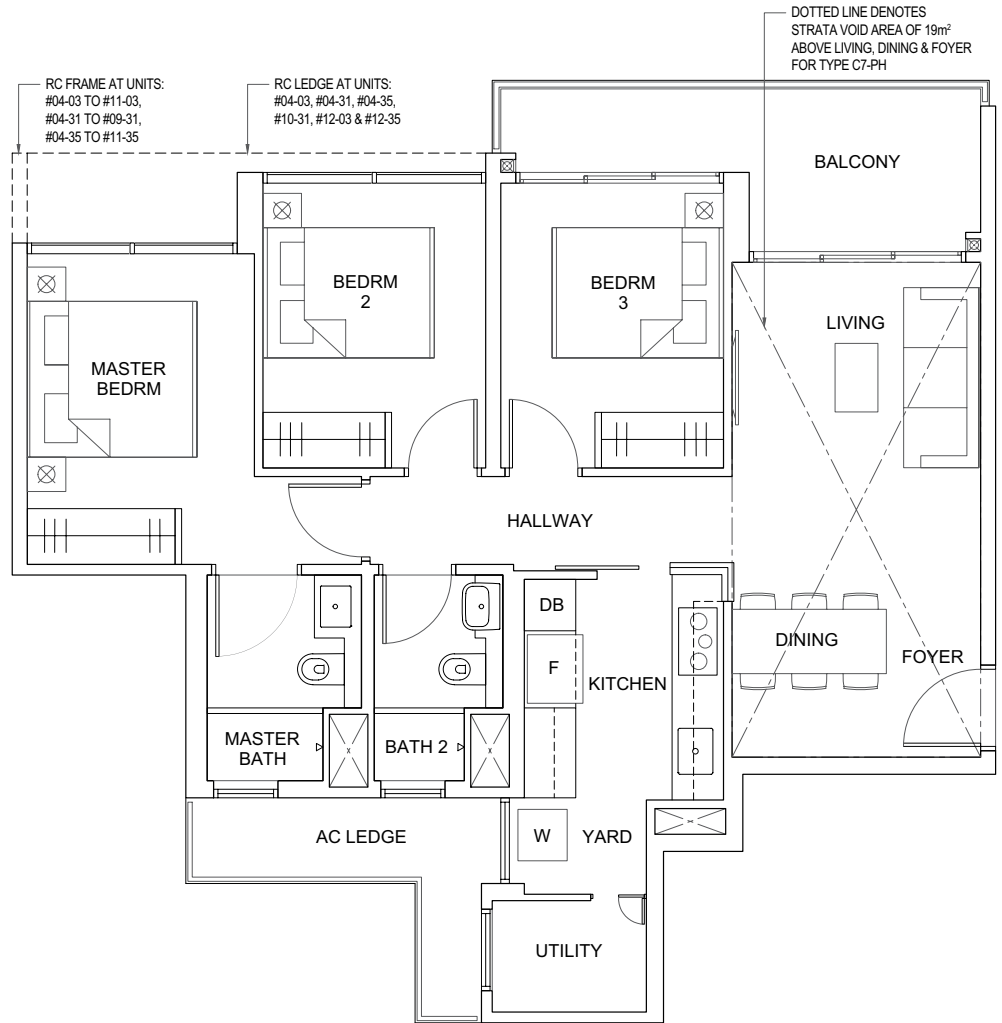 DOTTED LINE DENOTES
STRATA VOID AREA OF 19m²
ABOVE LIVING, DINING & FOYER
FOR TYPE C7-PH
RC FRAME AT UNITS:
#04-03 TO #11-03,
#04-31 TO #09-31,
#04-35 TO #11-35
RC LEDGE AT UNITS:
#04-03, #04-31, #04-35,
#10-31, #12-03 & #12-35
BALCONY
BEDRM
2
BEDRM
3
LIVING
MASTER
BEDRM
HALLWAY
DB
F
KITCHEN
DINING
FOYER
MASTER
BATH
BATH 2
AC LEDGE
W
YARD
UTILITY